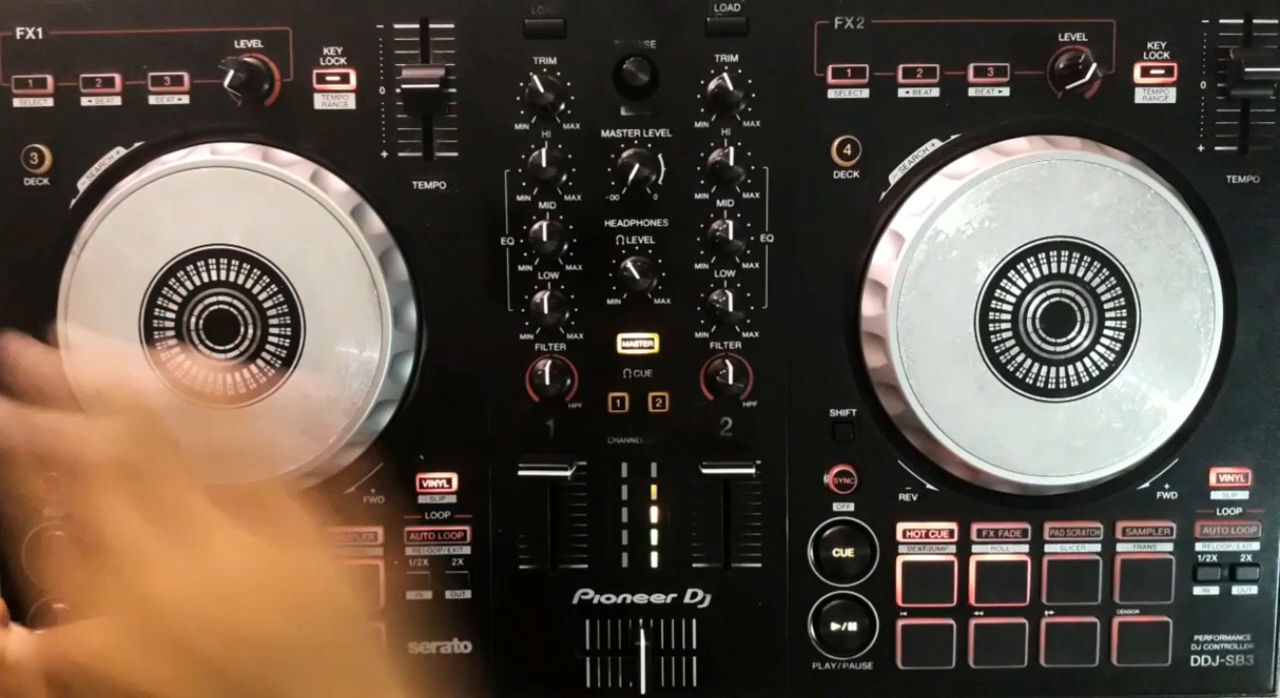 FX1
LEVEL
KEY LOCK
1
2
3
SELECT
◄ BEAT
BEAT ►
TEMPO RANGE
0
+
TEMPO
3
DECK
SEARCH +
+
FWD
VINYL
SLIP
LOOP
AUTO LOOP
RELOOP/EXIT
1/2X
2X
IN
OUT
serato
LOAD
TRIM
MIN
MAX
HI
MIN
MAX
MID
EQ
MIN
MAX
LOW
MIN
MAX
FILTER
HPF
1
MASTER LEVEL
-∞
0
HEADPHONES
LEVEL
MIN
MAX
MASTER
CUE
1
2
CHANNEL
Pioneer Dj
LOAD
TRIM
MIN
MAX
HI
MIN
MAX
MID
EQ
MIN
MAX
LOW
MIN
MAX
FILTER
HPF
2
FX2
LEVEL
KEY LOCK
1
2
3
SELECT
◄ BEAT
BEAT ►
TEMPO RANGE
0
+
TEMPO
4
DECK
SEARCH +
SHIFT
SYNC
OFF
−
REV
+
FWD
VINYL
SLIP
LOOP
AUTO LOOP
RELOOP/EXIT
1/2X
2X
IN
OUT
HOT CUE
FX FADE
PAD SCRATCH
SAMPLER
BEAT JUMP
ROLL
SLICER
TRANS
CUE
CENSOR
►/❚❚
PLAY/PAUSE
PERFORMANCE
DJ CONTROLLER
DDJ-SB3